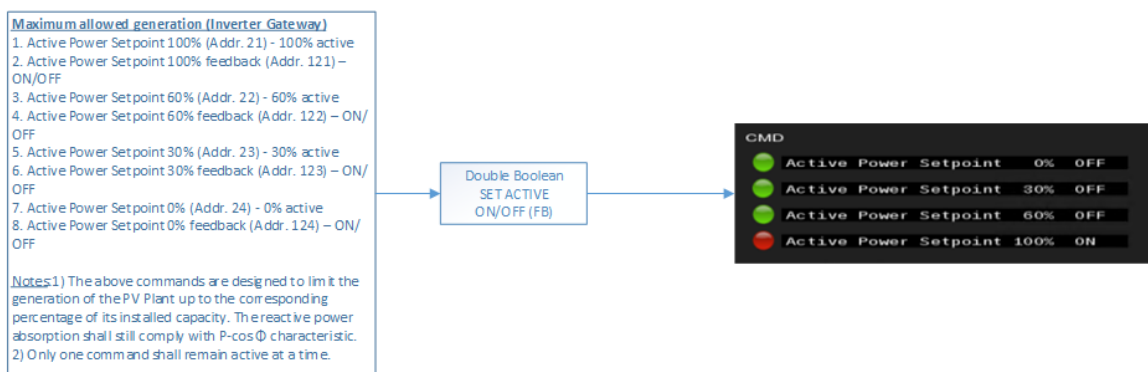 Maximum allowed generation (Inverter Gateway)
1. Active Power Setpoint 100% (Addr. 21) - 100% active
2. Active Power Setpoint 100% feedback (Addr. 121) –
ON/OFF
3. Active Power Setpoint 60% (Addr. 22) - 60% active
4. Active Power Setpoint 60% feedback (Addr. 122) – ON/
OFF
5. Active Power Setpoint 30% (Addr. 23) - 30% active
6. Active Power Setpoint 30% feedback (Addr. 123) – ON/
OFF
7. Active Power Setpoint 0% (Addr. 24) - 0% active
8. Active Power Setpoint 0% feedback (Addr. 124) – ON/
OFF
Notes:1) The above commands are designed to limit the
generation of the PV Plant up to the corresponding
percentage of its installed capacity. The reactive power
absorption shall still comply with P-cosΦ characteristic.
2) Only one command shall remain active at a time.
Double Boolean
SET ACTIVE
ON/OFF (FB)
CMD
Active Power Setpoint 0% OFF
Active Power Setpoint 30% OFF
Active Power Setpoint 60% OFF
Active Power Setpoint 100% ON